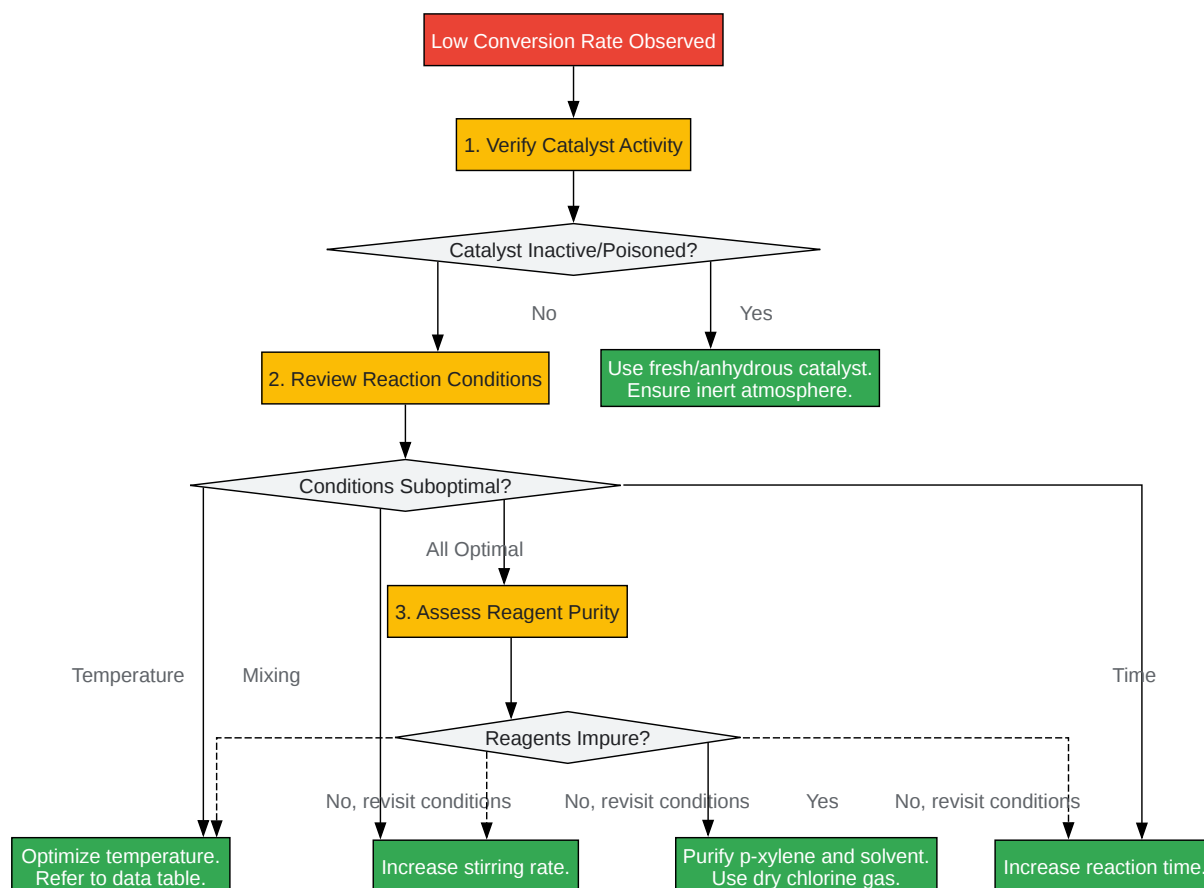 Low Conversion Rate Observed
1. Verify Catalyst Activity
Catalyst Inactive/Poisoned?
No
Yes
2. Review Reaction Conditions
Use fresh/anhydrous catalyst.
Ensure inert atmosphere.
Conditions Suboptimal?
All Optimal
3. Assess Reagent Purity
Temperature
Mixing
Time
Reagents Impure?
No, revisit conditions
No, revisit conditions
Yes
No, revisit conditions
Optimize temperature.
Refer to data table.
Increase stirring rate.
Purify p-xylene and solvent.
Use dry chlorine gas.
Increase reaction time.